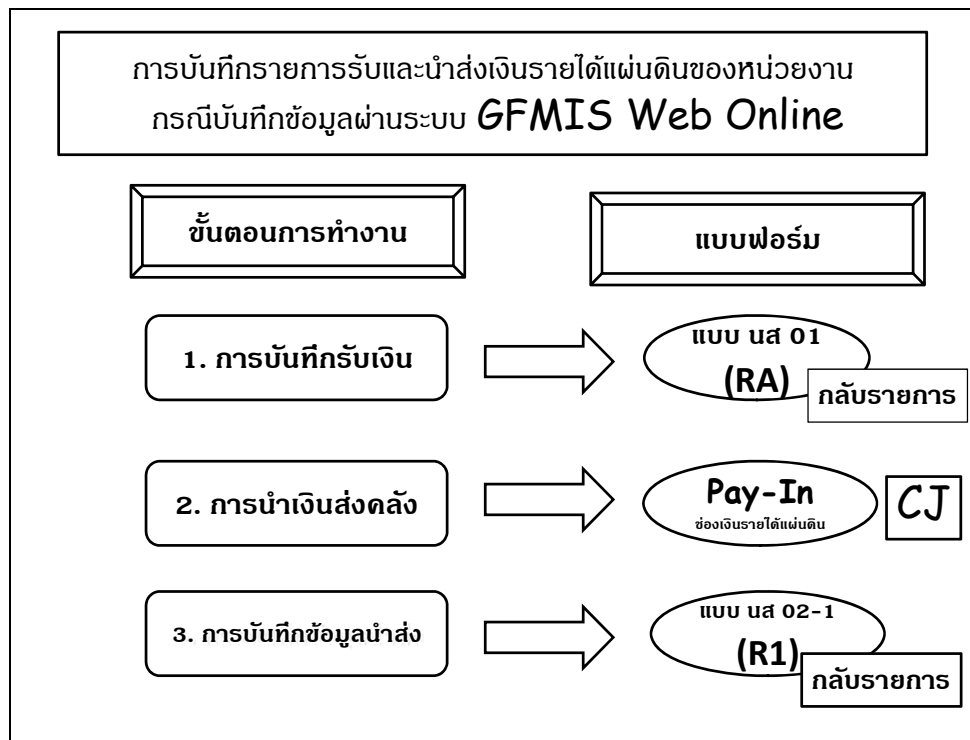 การบันทึกรายการรับและนำส่งเงินรายได้แผ่นดินของหน่วยงาน
กรณีบันทึกข้อมูลผ่านระบบ GFMIS Web Online
ขั้นตอนการทำงาน
แบบฟอร์ม
1. การบันทึกรับเงิน
แบบ นส 01
(RA)
กลับรายการ
2. การนำเงินส่งคลัง
Pay-In
ช่องเงินรายได้แผ่นดิน
CJ
3. การบันทึกข้อมูลนำส่ง
แบบ นส 02-1
(R1)
กลับรายการ